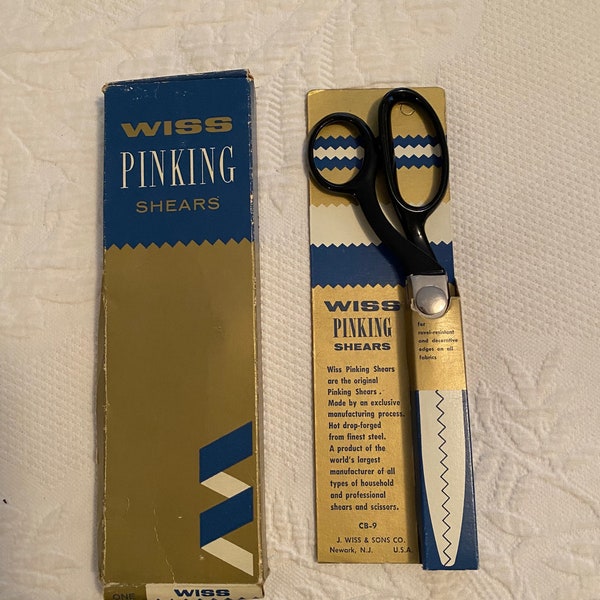 WISS
PINKING
SHEARS
ONE
WISS
WISS
PINKING
SHEARS
Wiss Pinking Shears
are the original
Pinking Shears.
Made by an exclusive
manufacturing process.
Hot drop-forged
from finest steel.
A product of the
world's largest
manufacturer of all
types of household
and professional
shears and scissors.
CB-9
J. WISS & SONS CO.
Newark, N.J. U.S.A.
For
ravel-resistant
and decorative
edges on all
fabrics